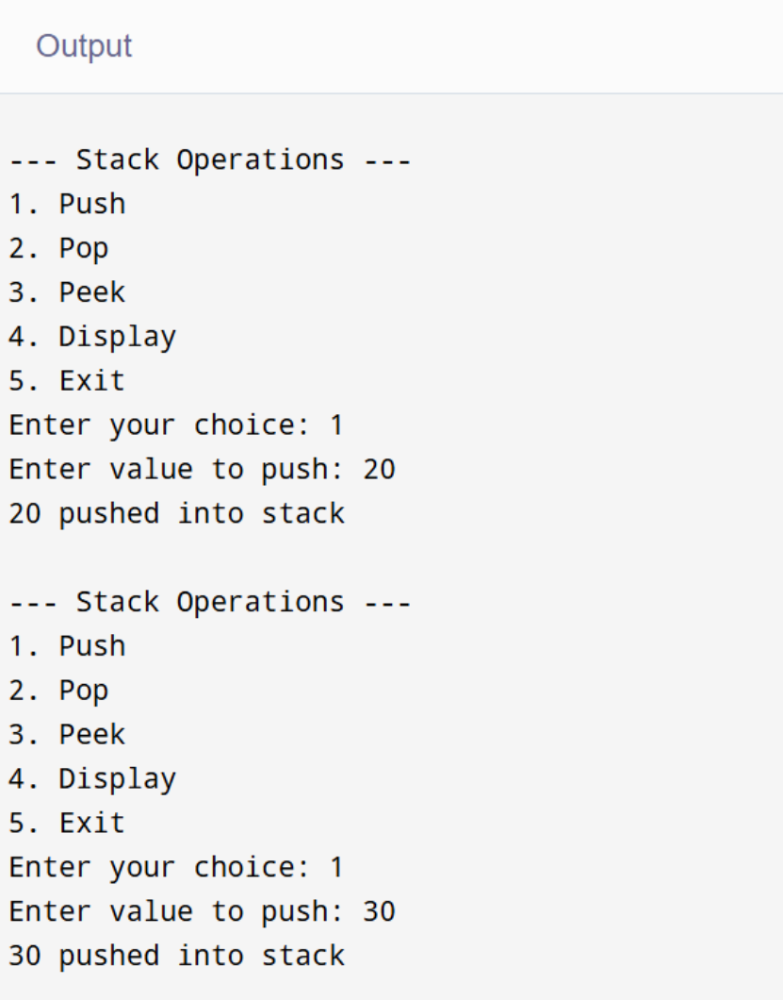 Output
--- Stack Operations ---
1. Push
2. Pop
3. Peek
4. Display
5. Exit
Enter your choice: 1
Enter value to push: 20
20 pushed into stack
--- Stack Operations ---
1. Push
2. Pop
3. Peek
4. Display
5. Exit
Enter your choice: 1
Enter value to push: 30
30 pushed into stack